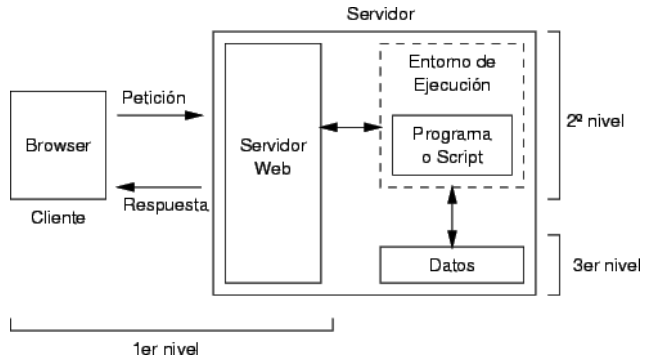 Servidor
Entorno de
Ejecución
Petición
2º nivel
Programa
o Script
Browser
Servidor
Web
Respuesta
Cliente
Datos
3er nivel
1er nivel